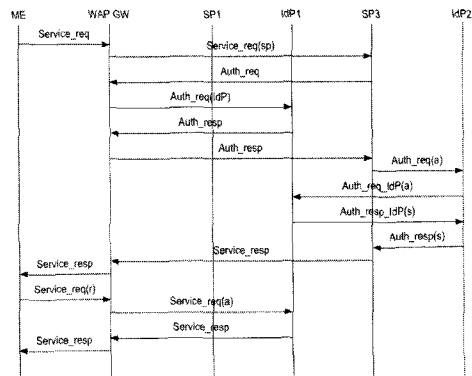 ME WAP GW SP1 IdP1 SP3 IdP2
Service_req
Service_req(sp)
Auth_req
Auth_req(IdP)
Auth_resp
Auth_resp
Auth_req(a)
Auth_req_IdP(a)
Auth_resp_IdP(s)
Auth_resp(s)
Service_resp
Service_resp
Service_req(r)
Service_req(a)
Service_resp
Service_resp